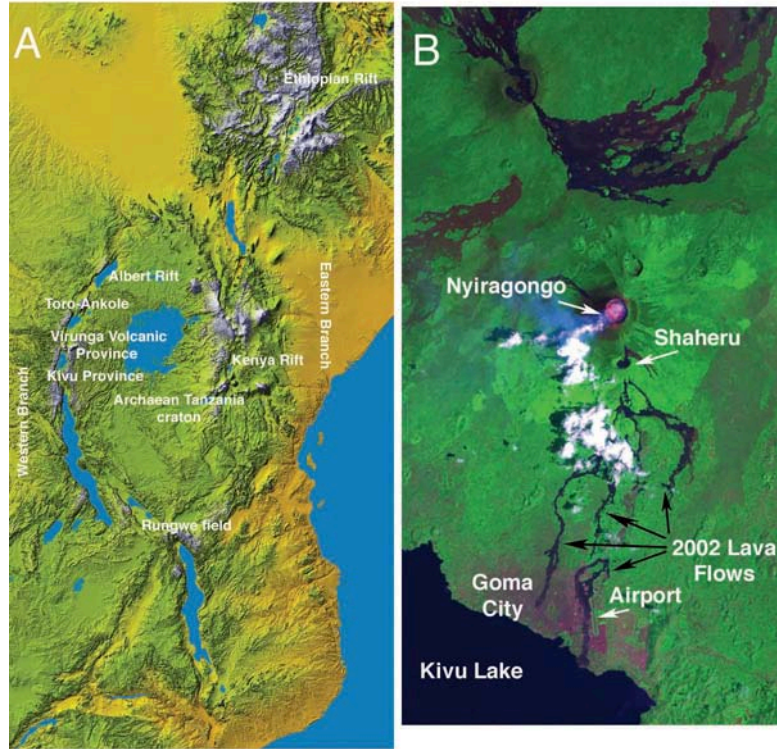 A
Ethiopian Rift
Albert Rift
Toro-Ankole
Virunga Volcanic
Province
Kivu Province
Western Branch
Eastern Branch
Kenya Rift
Archaean Tanzania
craton
Rungwe field
B
Nyiragongo
Shaheru
2002 Lava
Flows
Goma
City
Airport
Kivu Lake